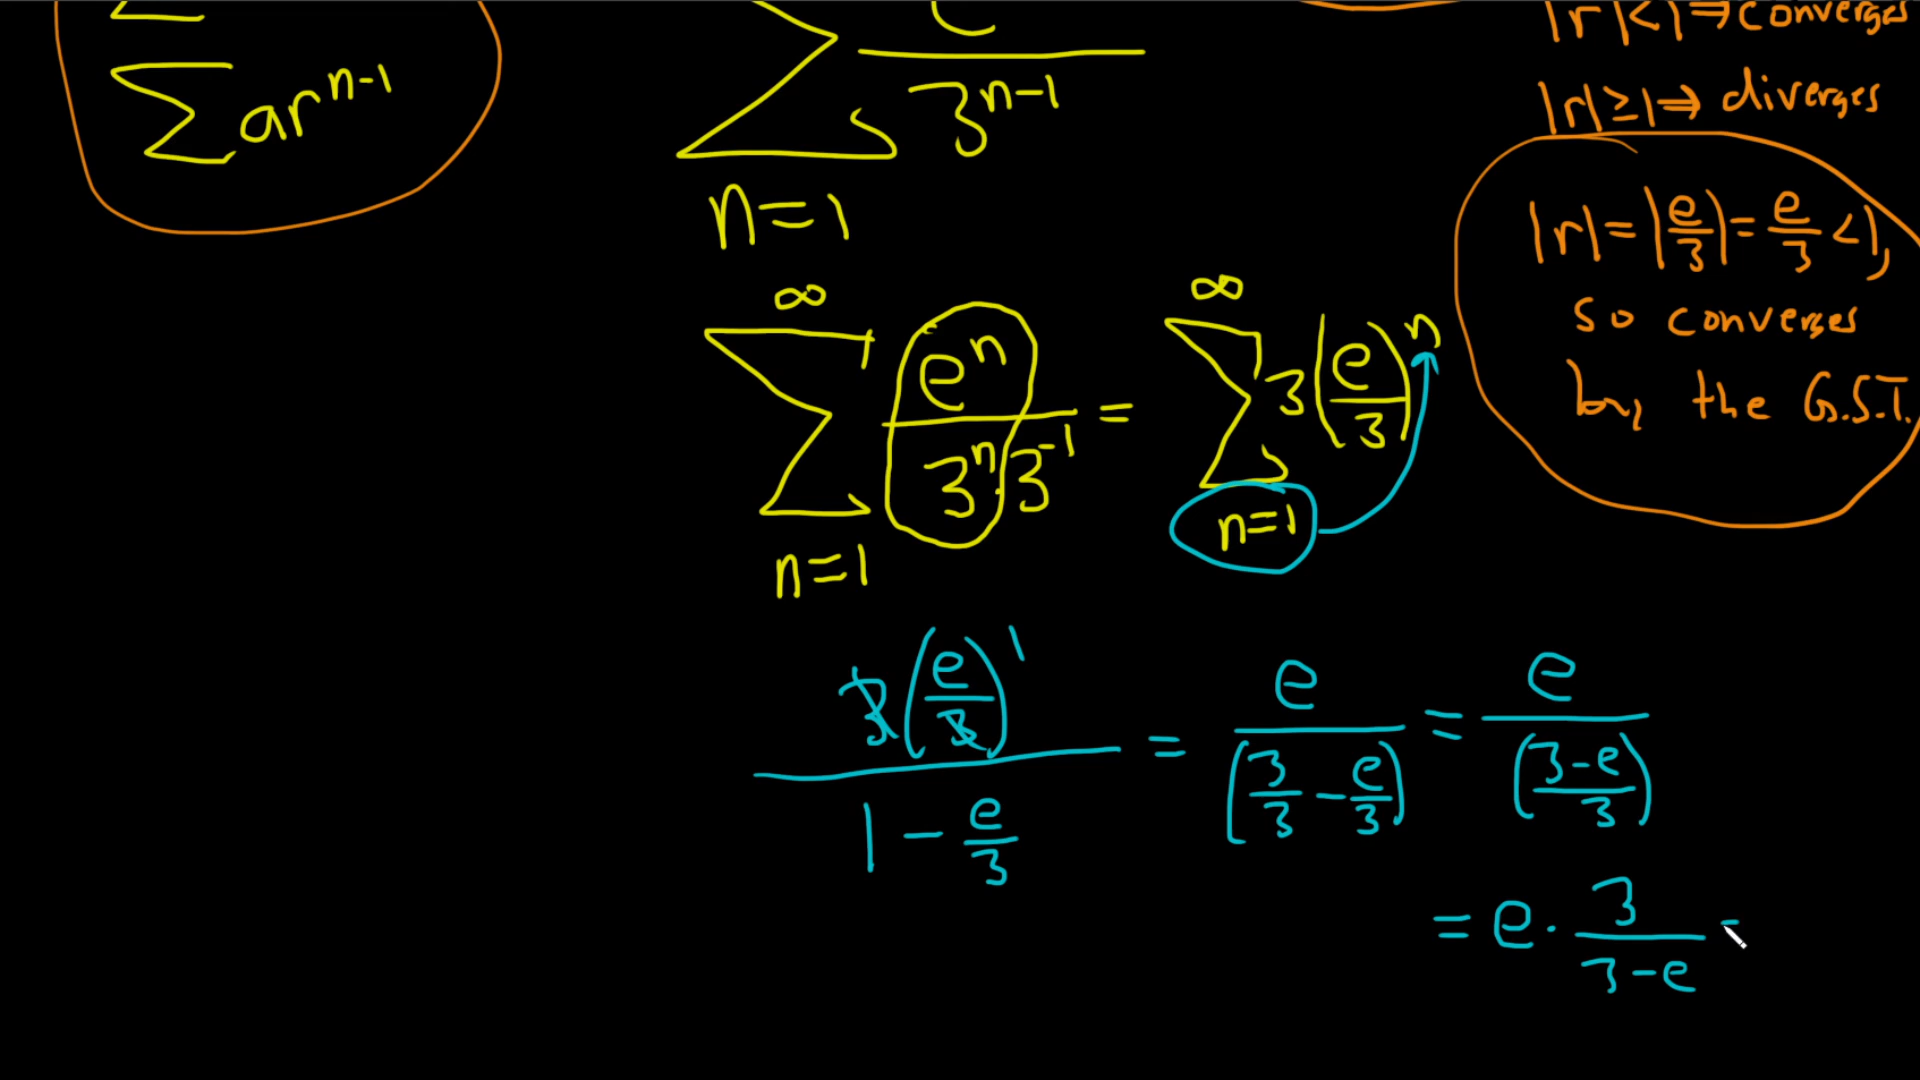 ∑ ar^{n-1}
∑ 3^{n-1}
n=1
|r|<1 ⇒ converges
|r|≥1 ⇒ diverges
|r| = |e/3| = e/3 < 1,
so converges
by the G.S.T.
∞ ∑ n=1 e^n / (3^n · 3^{-1}) = ∞ ∑ n=1 3(e/3)^n
3(e/3)^1 / (1 - e/3) = e / (3/3 - e/3) = e / ((3-e)/3)
= e · 3/(3-e) =